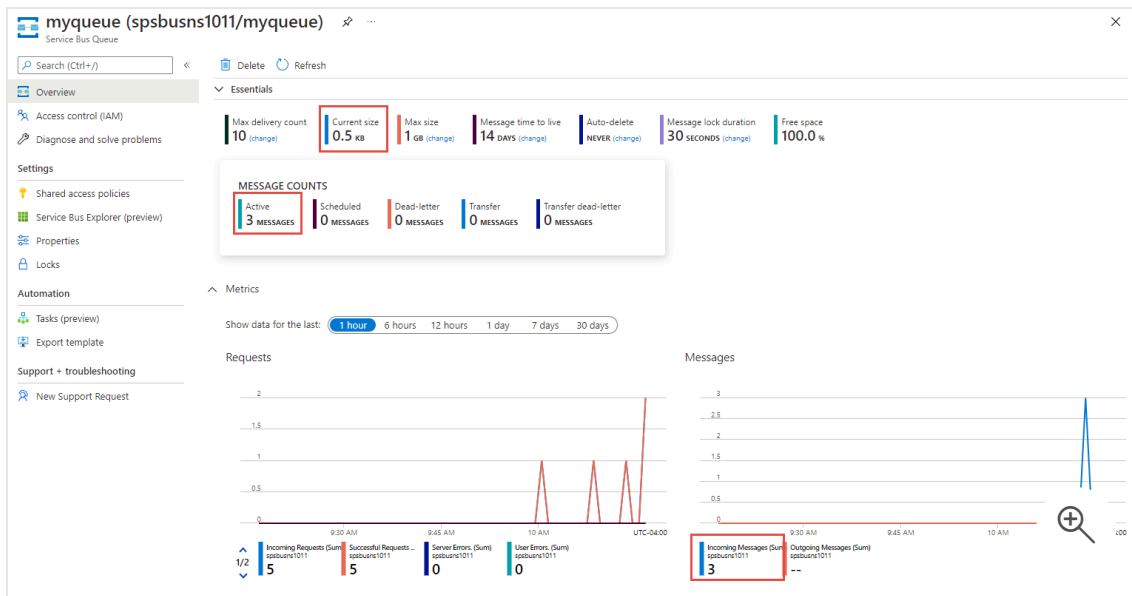 myqueue (spsbusns1011/myqueue) ...
Service Bus Queue
Search (Ctrl+/) «
Delete Refresh
Overview
Access control (IAM)
Diagnose and solve problems
Settings
Shared access policies
Service Bus Explorer (preview)
Properties
Locks
Automation
Tasks (preview)
Export template
Support + troubleshooting
New Support Request
Essentials
Max delivery count Current size Max size Message time to live Auto-delete Message lock duration Free space
10 (change) 0.5 KB 1 GB (change) 14 DAYS (change) NEVER (change) 30 SECONDS (change) 100.0 %
MESSAGE COUNTS
Active Scheduled Dead-letter Transfer Transfer dead-letter
3 MESSAGES 0 MESSAGES 0 MESSAGES 0 MESSAGES 0 MESSAGES
Metrics
Show data for the last: 1 hour 6 hours 12 hours 1 day 7 days 30 days
Requests
2
1.5
1
0.5
0
9:30 AM 9:45 AM 10 AM UTC-04:00
1/2
Incoming Requests (Sum) Successful Requests ... Server Errors. (Sum) User Errors. (Sum)
spsbusns1011 spsbusns1011 spsbusns1011 spsbusns1011
5 5 0 0
Messages
3
2.5
2
1.5
1
0.5
0
9:30 AM 9:45 AM 10 AM :00
Incoming Messages (Sum) Outgoing Messages (Sum)
spsbusns1011 spsbusns1011
3 --